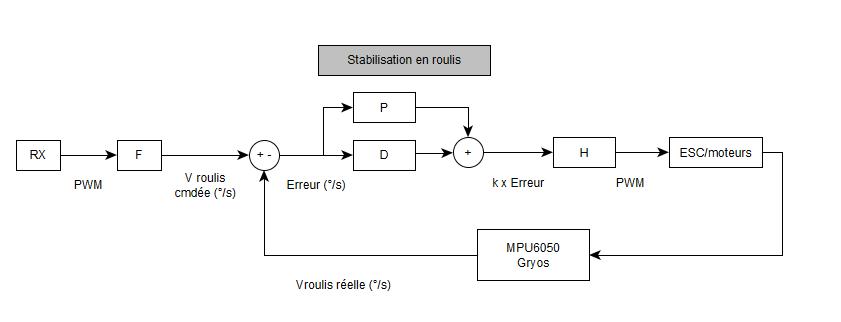 Stabilisation en roulis
P
RX
F
+ -
D
+
H
ESC/moteurs
PWM
V roulis
cmdée (°/s)
Erreur (°/s)
k x Erreur
PWM
MPU6050
Gryos
Vroulis réelle (°/s)